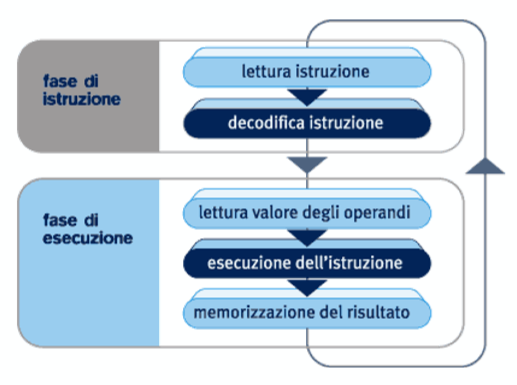 fase di
istruzione
lettura istruzione
decodifica istruzione
fase di
esecuzione
lettura valore degli operandi
esecuzione dell'istruzione
memorizzazione del risultato